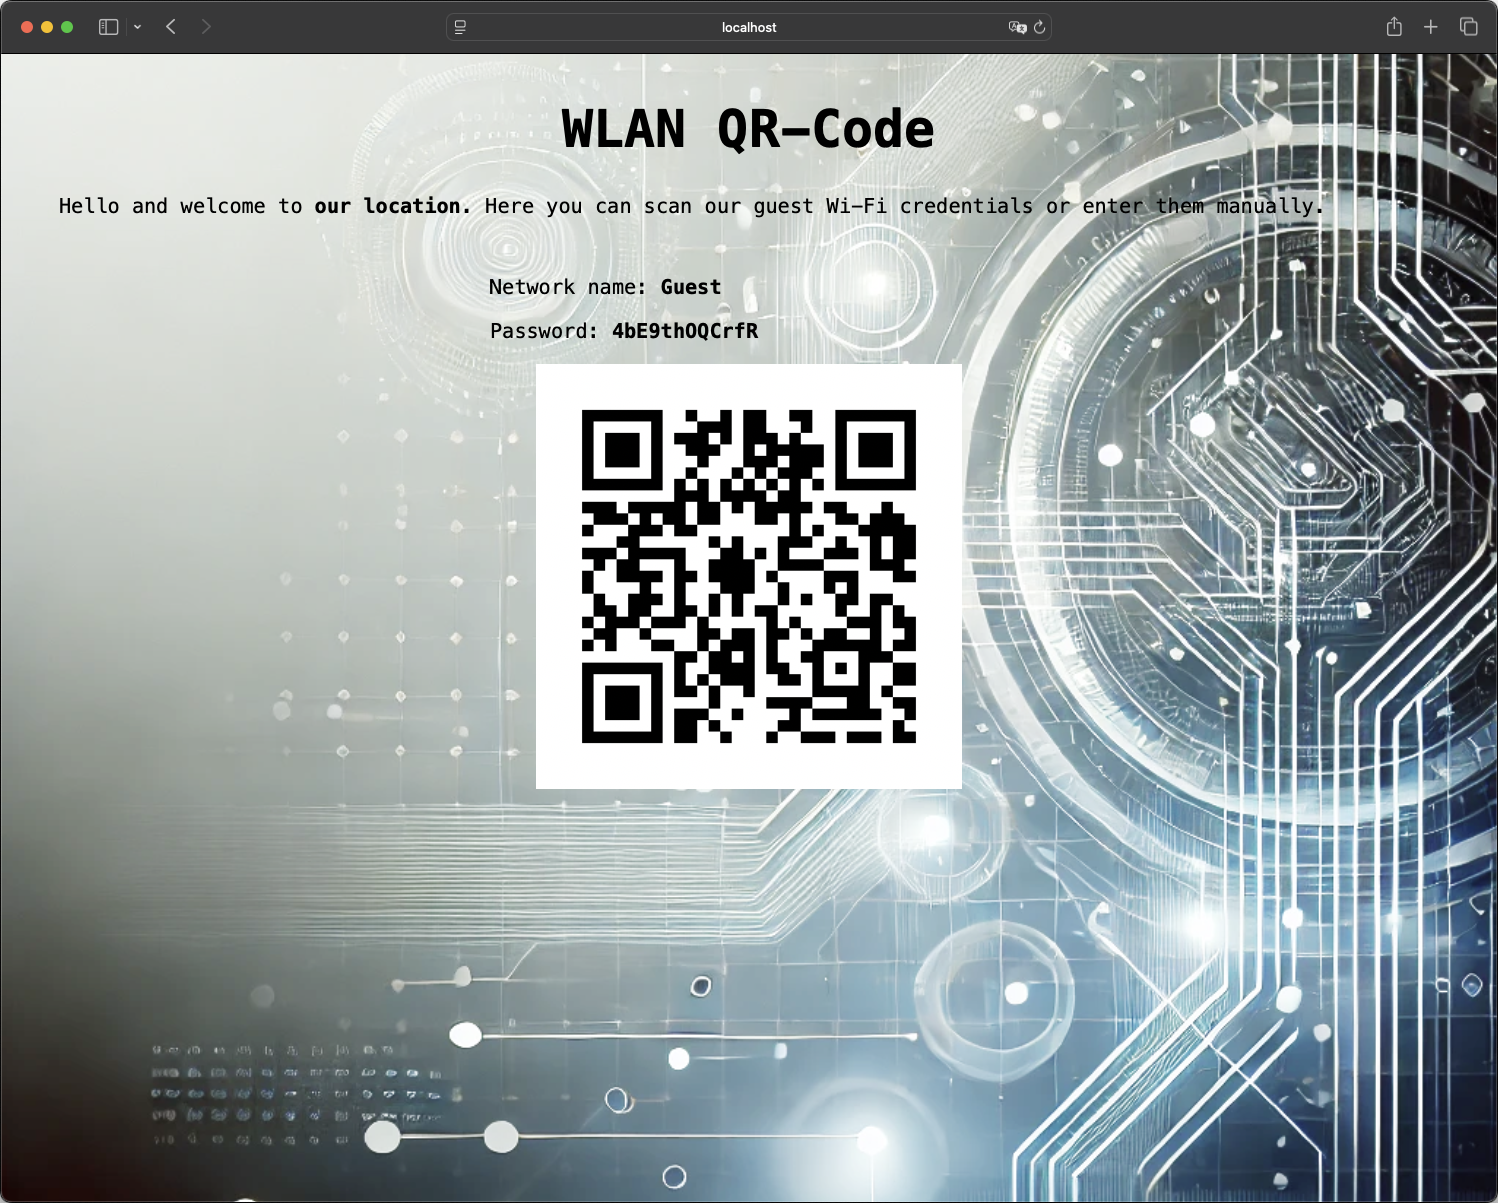 localhost
WLAN QR-Code
Hello and welcome to our location. Here you can scan our guest Wi-Fi credentials or enter them manually.
Network name: Guest
Password: 4bE9thOQCrfR